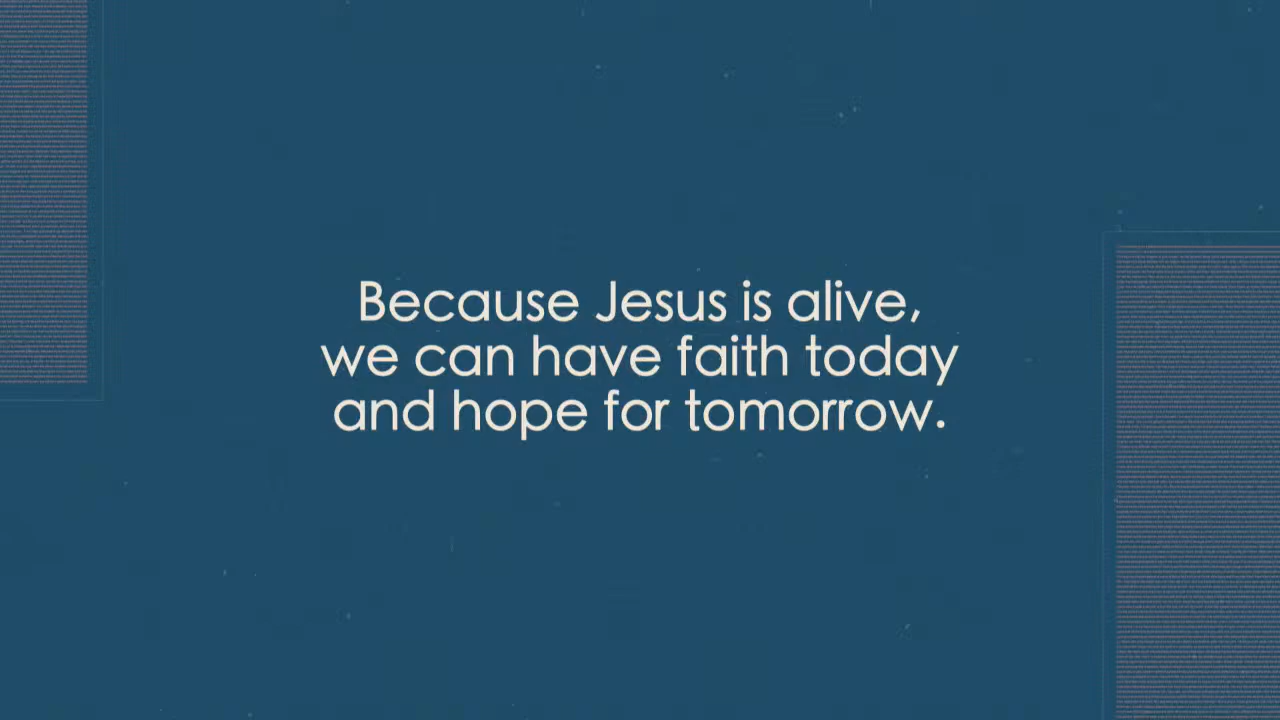 Because Jesus is alive,
we can have faith today
and hope for tomorrow.